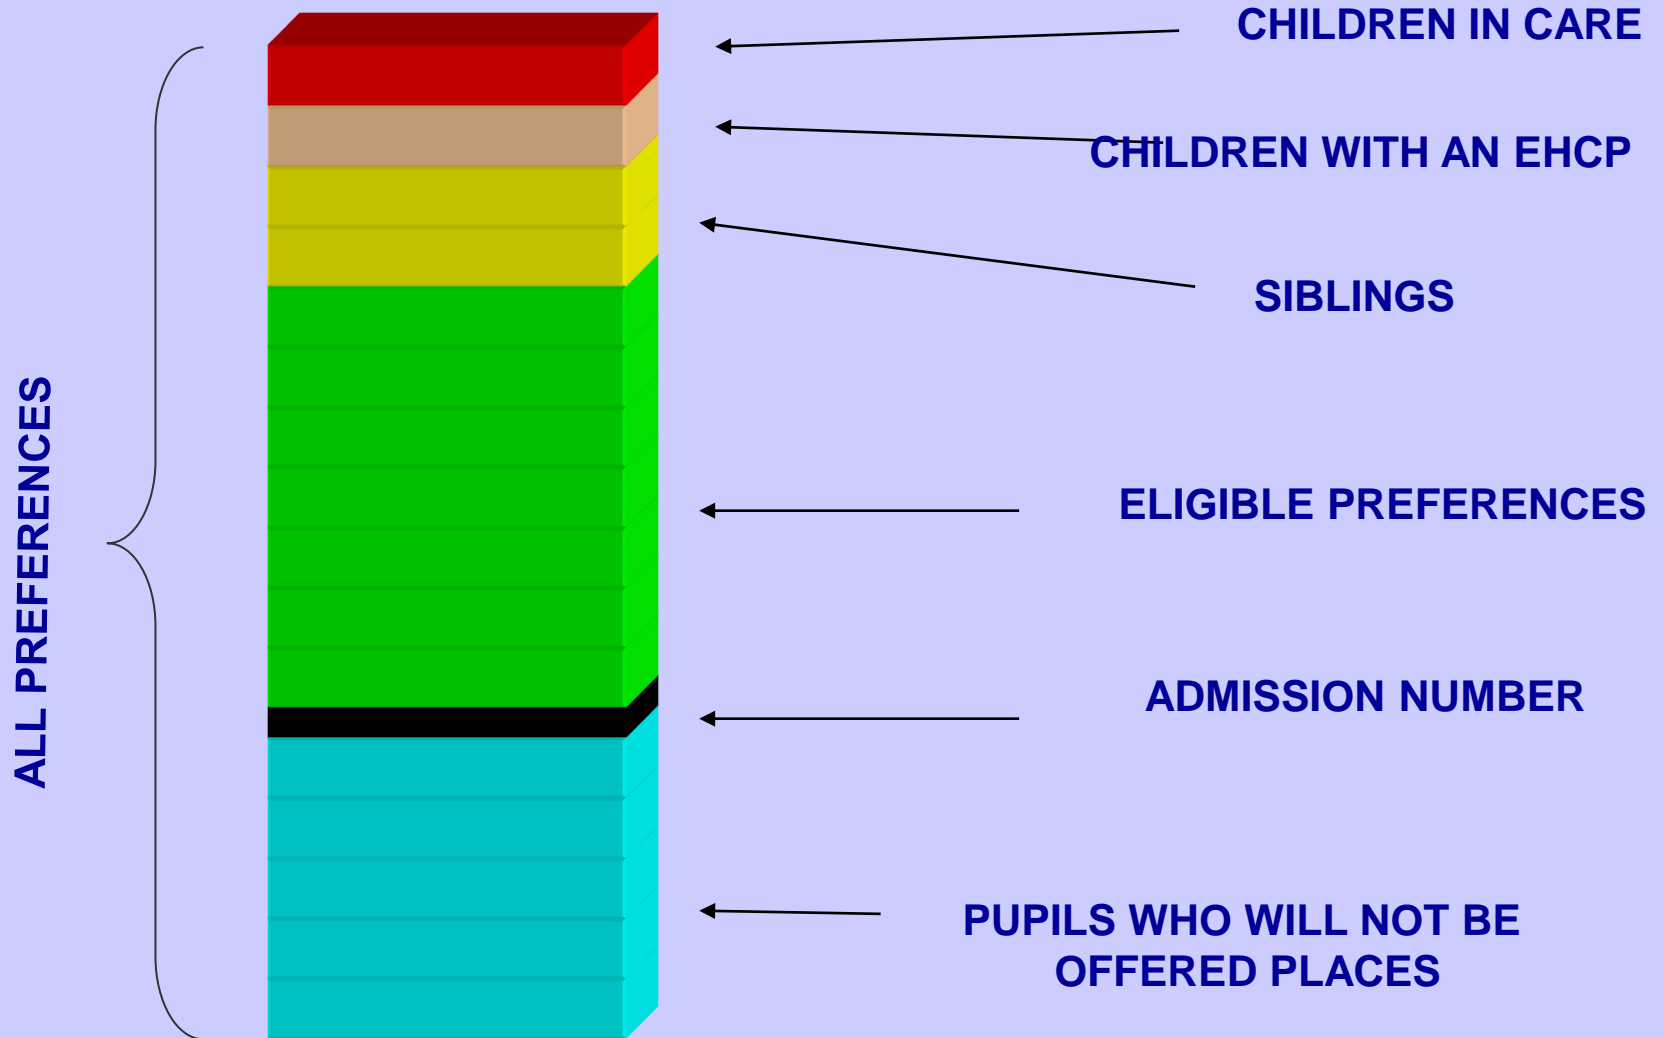 CHILDREN IN CARE
CHILDREN WITH AN EHCP
SIBLINGS
ALL PREFERENCES
ELIGIBLE PREFERENCES
ADMISSION NUMBER
PUPILS WHO WILL NOT BE
OFFERED PLACES